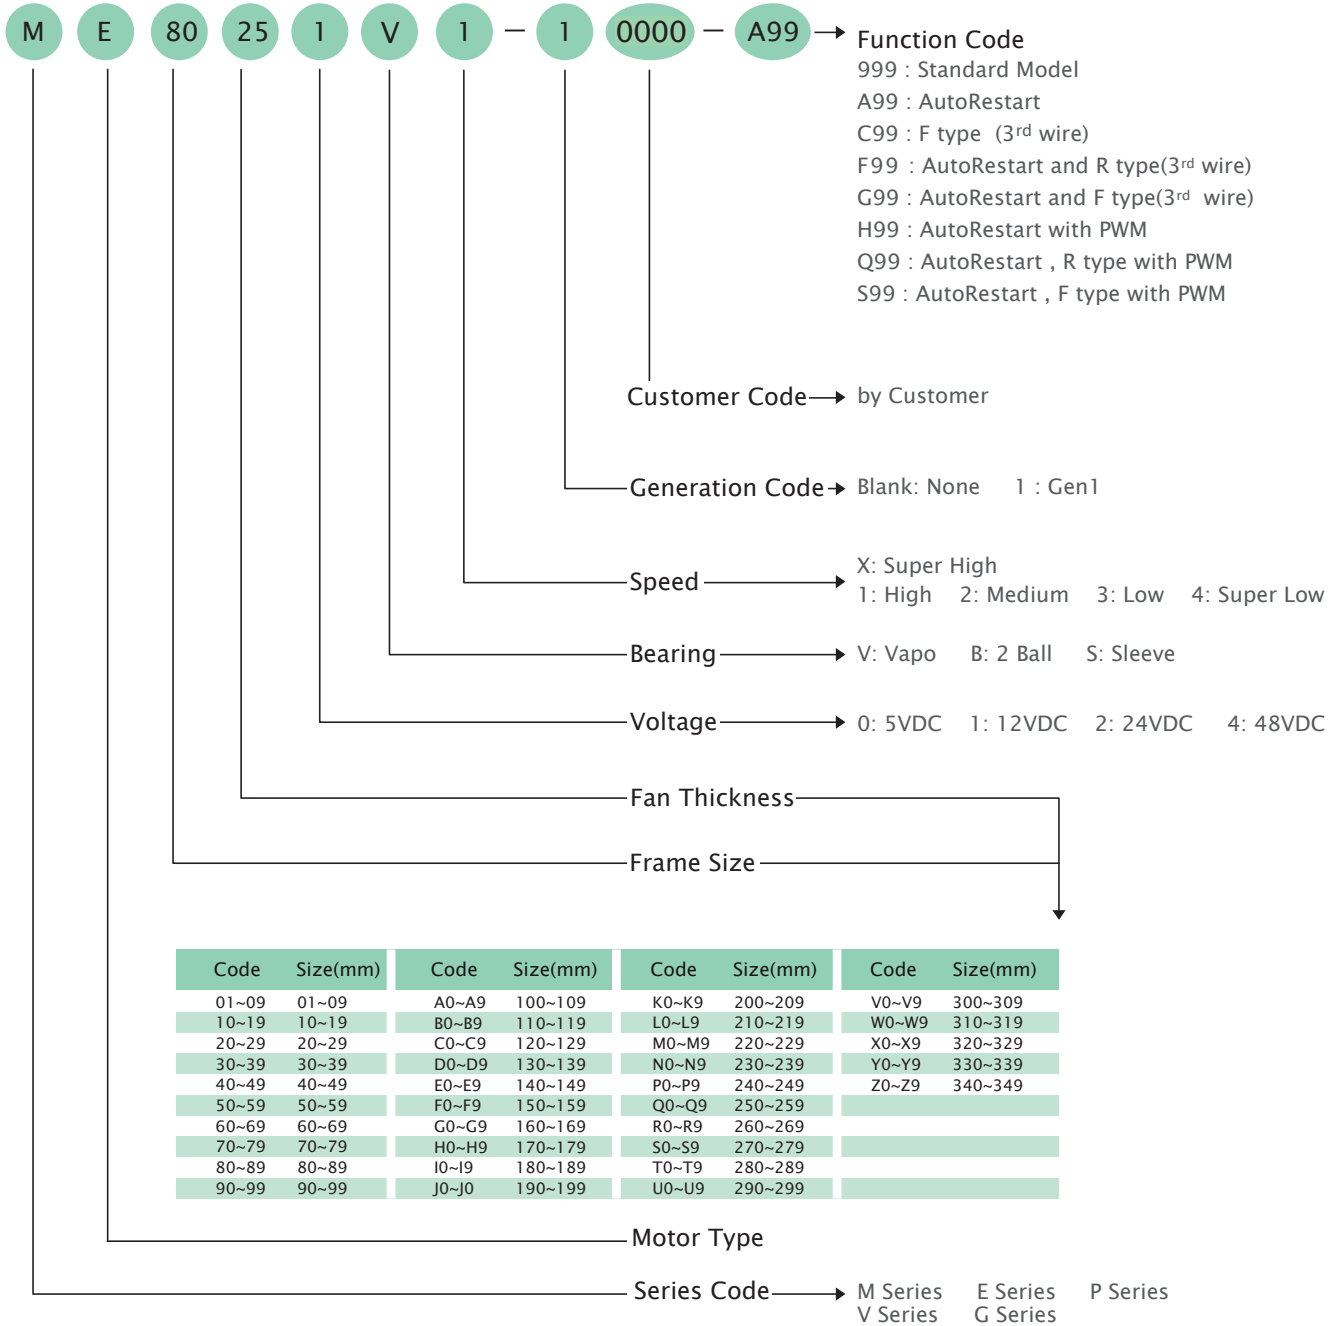 M E 80 25 1 V 1 – 1 0000 – A99
Function Code
999 : Standard Model
A99 : AutoRestart
C99 : F type (3rd wire)
F99 : AutoRestart and R type(3rd wire)
G99 : AutoRestart and F type(3rd wire)
H99 : AutoRestart with PWM
Q99 : AutoRestart , R type with PWM
S99 : AutoRestart , F type with PWM
Customer Code by Customer
Generation Code Blank: None 1 : Gen1
X: Super High
Speed
1: High 2: Medium 3: Low 4: Super Low
Bearing V: Vapo B: 2 Ball S: Sleeve
Voltage 0: 5VDC 1: 12VDC 2: 24VDC 4: 48VDC
Fan Thickness
Frame Size
Code Size(mm) Code Size(mm) Code Size(mm) Code Size(mm)
01~09 01~09 A0~A9 100~109 K0~K9 200~209 V0~V9 300~309
10~19 10~19 B0~B9 110~119 L0~L9 210~219 W0~W9 310~319
20~29 20~29 C0~C9 120~129 M0~M9 220~229 X0~X9 320~329
30~39 30~39 D0~D9 130~139 N0~N9 230~239 Y0~Y9 330~339
40~49 40~49 E0~E9 140~149 P0~P9 240~249 Z0~Z9 340~349
50~59 50~59 F0~F9 150~159 Q0~Q9 250~259
60~69 60~69 G0~G9 160~169 R0~R9 260~269
70~79 70~79 H0~H9 170~179 S0~S9 270~279
80~89 80~89 I0~I9 180~189 T0~T9 280~289
90~99 90~99 J0~J0 190~199 U0~U9 290~299
Motor Type
Series Code M Series E Series P Series
V Series G Series